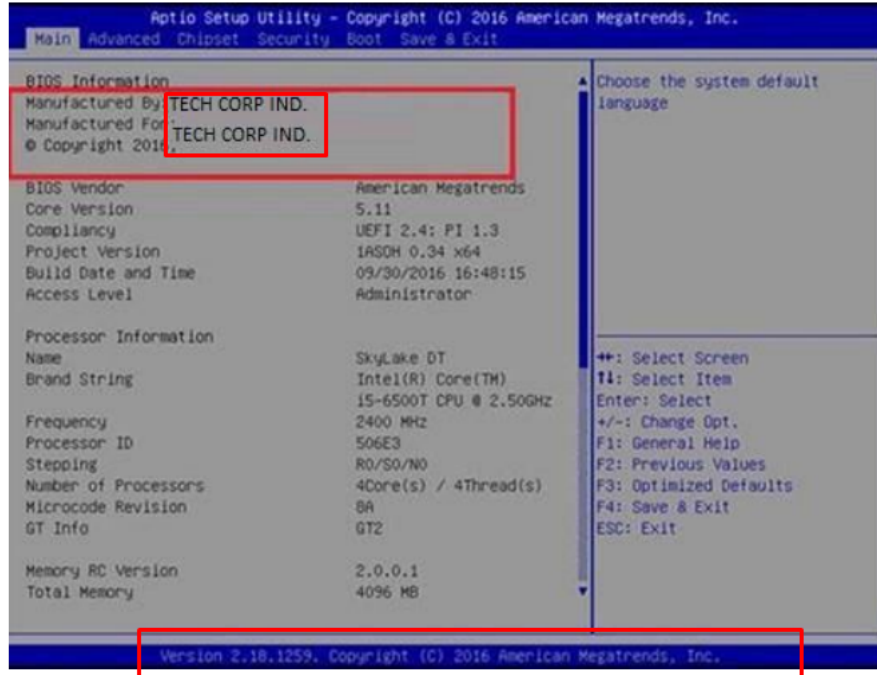 Aptio Setup Utility – Copyright (C) 2016 American Megatrends, Inc.
Main Advanced Chipset Security Boot Save & Exit
BIOS Information
Manufactured By: TECH CORP IND.
Manufactured For: TECH CORP IND.
© Copyright 2016,
BIOS Vendor American Megatrends
Core Version 5.11
Compliancy UEFI 2.4; PI 1.3
Project Version 1ASOH 0.34 x64
Build Date and Time 09/30/2016 16:48:15
Access Level Administrator
Processor Information
Name SkyLake DT
Brand String Intel(R) Core(TM)
i5-6500T CPU @ 2.50GHz
Frequency 2400 MHz
Processor ID 506E3
Stepping R0/S0/N0
Number of Processors 4Core(s) / 4Thread(s)
Microcode Revision 8A
GT Info GT2
Memory RC Version 2.0.0.1
Total Memory 4096 MB
Choose the system default
language
→←: Select Screen
↑↓: Select Item
Enter: Select
+/-: Change Opt.
F1: General Help
F2: Previous Values
F3: Optimized Defaults
F4: Save & Exit
ESC: Exit
Version 2.18.1259. Copyright (C) 2016 American Megatrends, Inc.